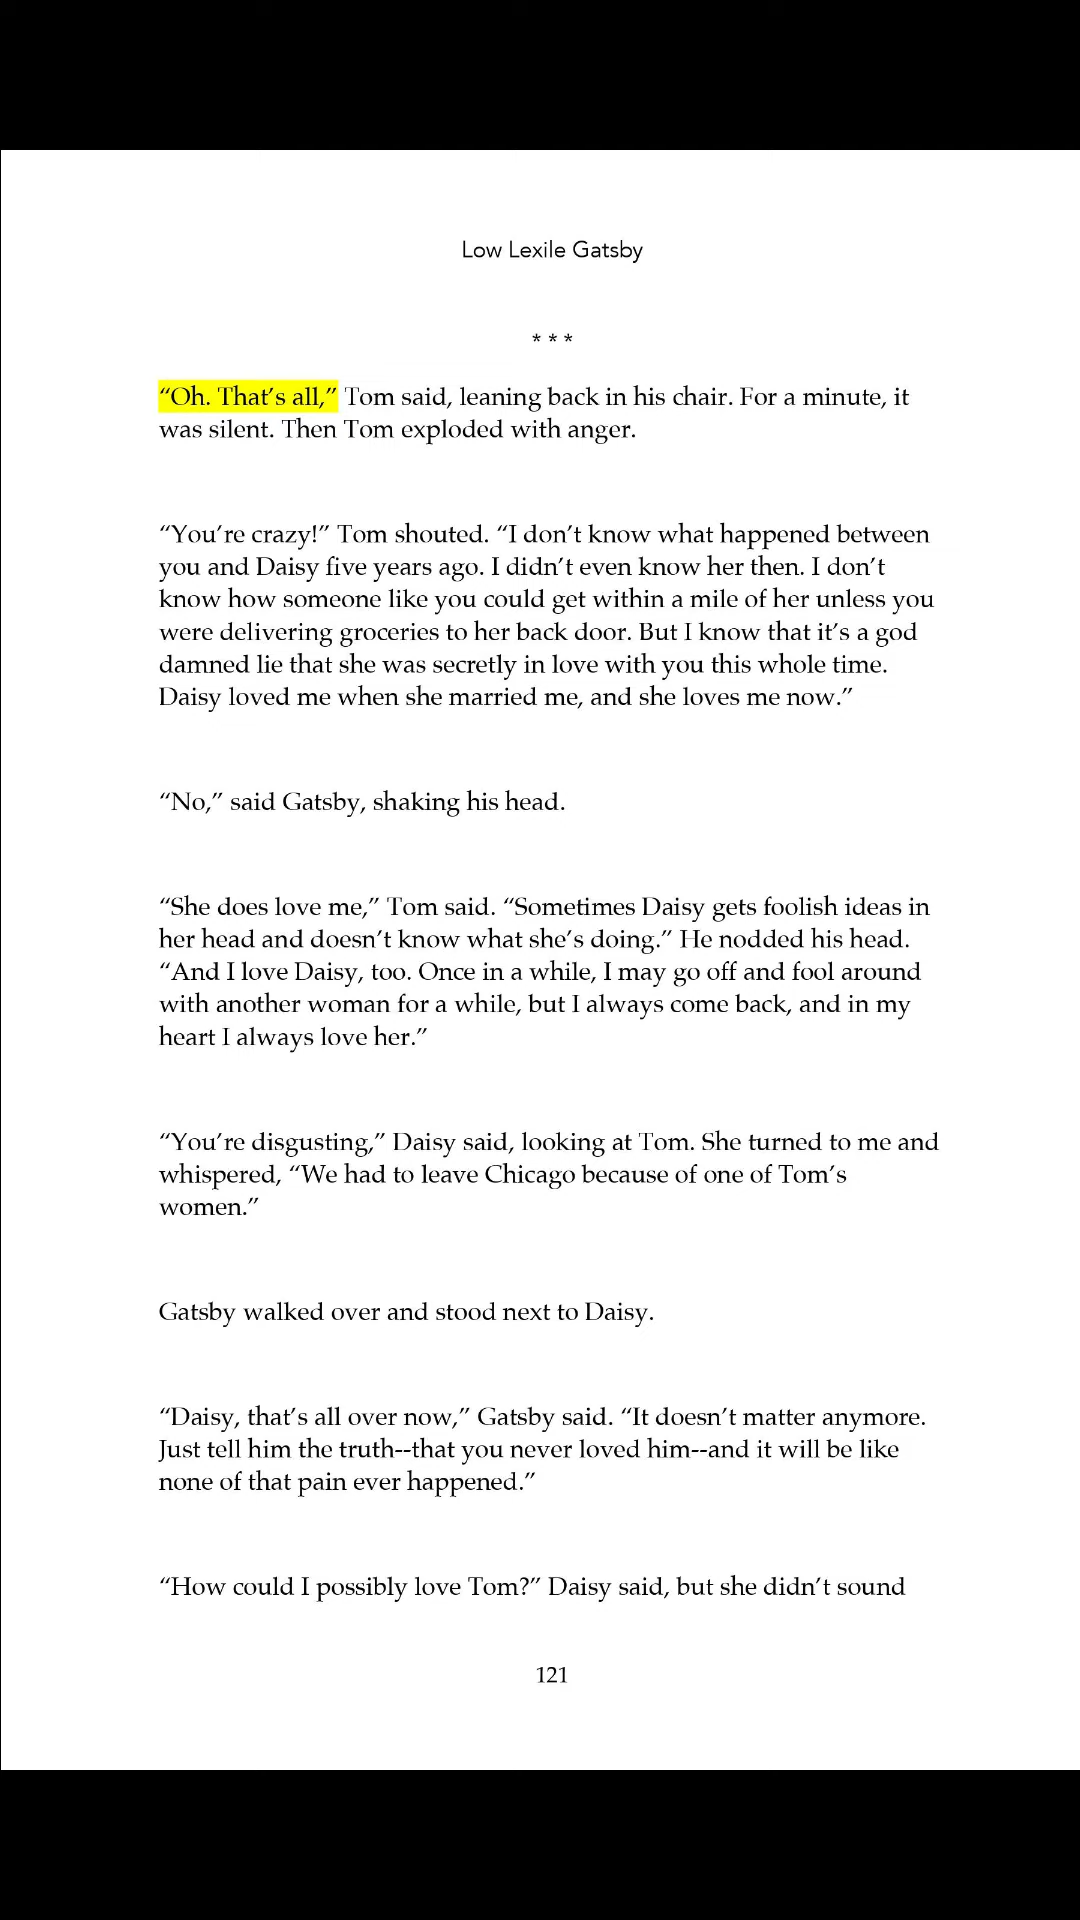 Low Lexile Gatsby
* * *
“Oh. That’s all,” Tom said, leaning back in his chair. For a minute, it
was silent. Then Tom exploded with anger.
“You’re crazy!” Tom shouted. “I don’t know what happened between
you and Daisy five years ago. I didn’t even know her then. I don’t
know how someone like you could get within a mile of her unless you
were delivering groceries to her back door. But I know that it’s a god
damned lie that she was secretly in love with you this whole time.
Daisy loved me when she married me, and she loves me now.”
“No,” said Gatsby, shaking his head.
“She does love me,” Tom said. “Sometimes Daisy gets foolish ideas in
her head and doesn’t know what she’s doing.” He nodded his head.
“And I love Daisy, too. Once in a while, I may go off and fool around
with another woman for a while, but I always come back, and in my
heart I always love her.”
“You’re disgusting,” Daisy said, looking at Tom. She turned to me and
whispered, “We had to leave Chicago because of one of Tom’s
women.”
Gatsby walked over and stood next to Daisy.
“Daisy, that’s all over now,” Gatsby said. “It doesn’t matter anymore.
Just tell him the truth--that you never loved him--and it will be like
none of that pain ever happened.”
“How could I possibly love Tom?” Daisy said, but she didn’t sound
121